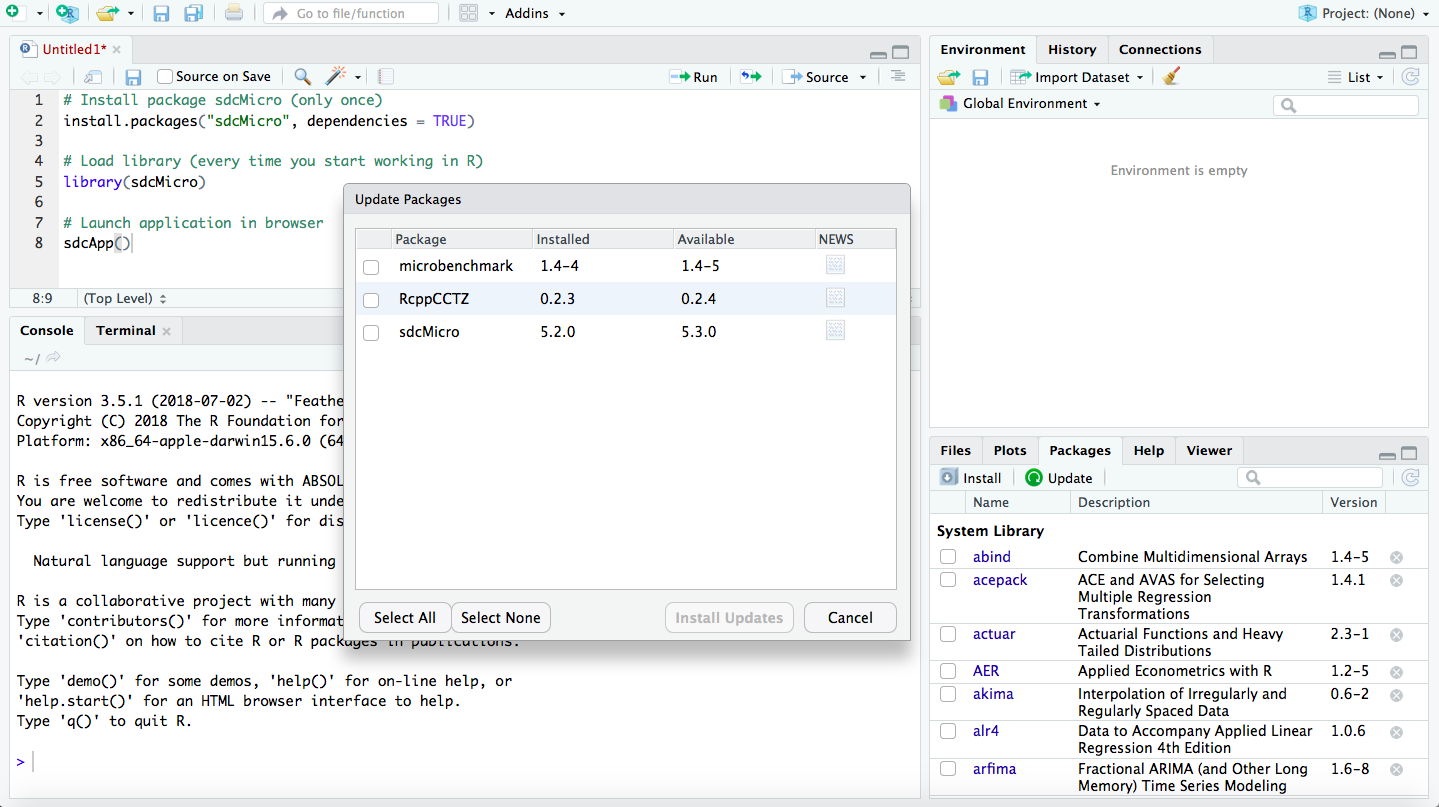 Go to file/function
Addins
Project: (None)
Untitled1*
Source on Save
Run
Source
1 # Install package sdcMicro (only once)
2 install.packages("sdcMicro", dependencies = TRUE)
3
4 # Load library (every time you start working in R)
5 library(sdcMicro)
6
7 # Launch application in browser
8 sdcApp()
8:9 (Top Level)
Console Terminal
~/
R version 3.5.1 (2018-07-02) -- "Feathe
Copyright (C) 2018 The R Foundation for
Platform: x86_64-apple-darwin15.6.0 (64
R is free software and comes with ABSOL
You are welcome to redistribute it unde
Type 'license()' or 'licence()' for dis
Natural language support but running
R is a collaborative project with many
Type 'contributors()' for more informat
'citation()' on how to cite R or R packages in publications.
Type 'demo()' for some demos, 'help()' for on-line help, or
'help.start()' for an HTML browser interface to help.
Type 'q()' to quit R.
>
Update Packages
Package Installed Available NEWS
microbenchmark 1.4-4 1.4-5
RcppCCTZ 0.2.3 0.2.4
sdcMicro 5.2.0 5.3.0
Select All Select None Install Updates Cancel
Environment History Connections
Import Dataset List
Global Environment
Environment is empty
Files Plots Packages Help Viewer
Install Update
Name Description Version
System Library
abind Combine Multidimensional Arrays 1.4-5
acepack ACE and AVAS for Selecting 1.4.1
Multiple Regression
Transformations
actuar Actuarial Functions and Heavy 2.3-1
Tailed Distributions
AER Applied Econometrics with R 1.2-5
akima Interpolation of Irregularly and 0.6-2
Regularly Spaced Data
alr4 Data to Accompany Applied Linear 1.0.6
Regression 4th Edition
arfima Fractional ARIMA (and Other Long 1.6-8
Memory) Time Series Modeling